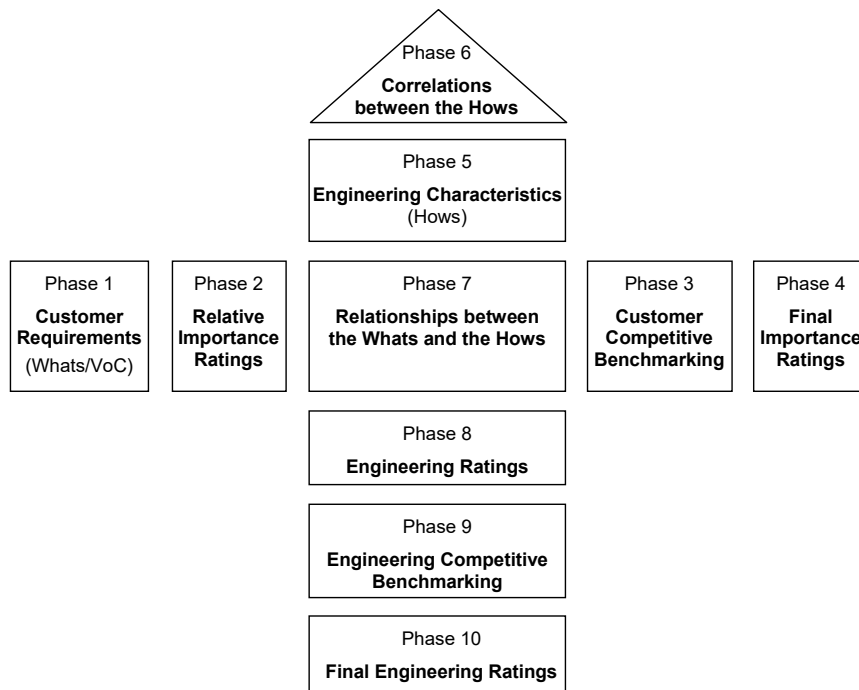 Phase 6
Correlations
between the Hows
Phase 5
Engineering Characteristics
(Hows)
Phase 1
Customer
Requirements
(Whats/VoC)
Phase 2
Relative
Importance
Ratings
Phase 7
Relationships between
the Whats and the Hows
Phase 3
Customer
Competitive
Benchmarking
Phase 4
Final
Importance
Ratings
Phase 8
Engineering Ratings
Phase 9
Engineering Competitive
Benchmarking
Phase 10
Final Engineering Ratings